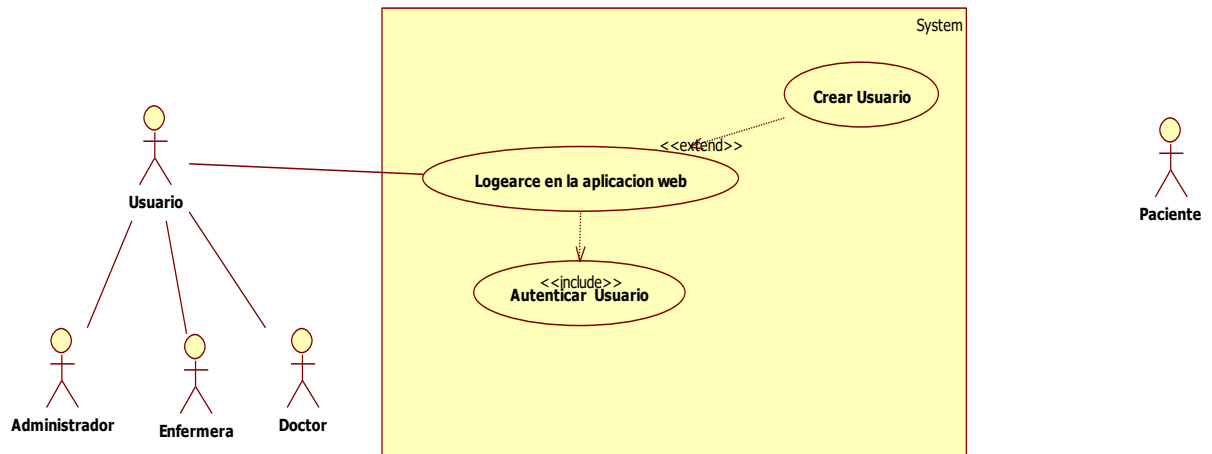 System
Crear Usuario
<<extend>>
Logearce en la aplicacion web
Usuario
Paciente
<<include>>
Autenticar Usuario
Administrador
Enfermera
Doctor